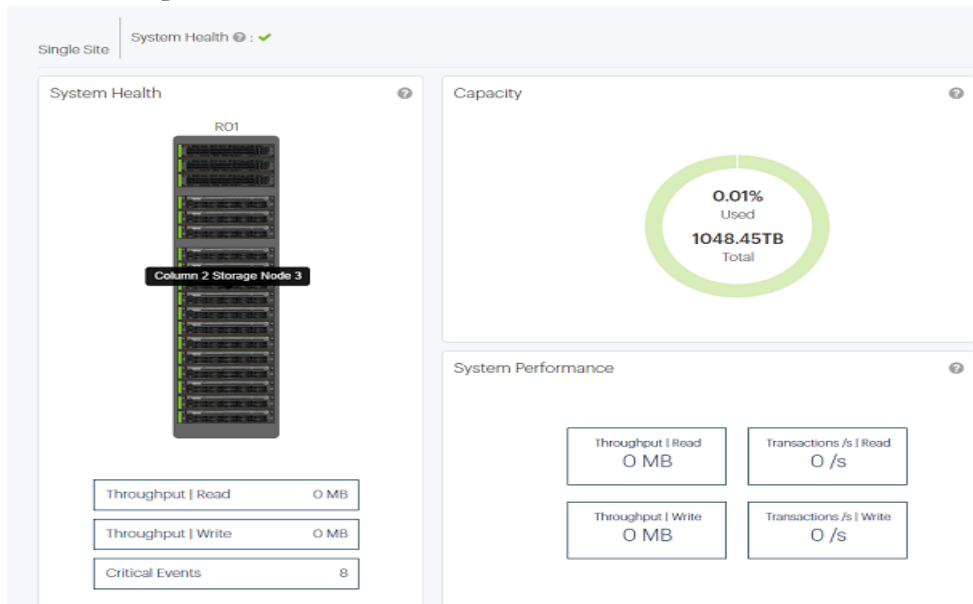 Single Site
System Health : 
System Health
R01
Column 2 Storage Node 3
Throughput | Read 0 MB
Throughput | Write 0 MB
Critical Events 8
Capacity
0.01%
Used
1048.45TB
Total
System Performance
Throughput | Read
0 MB
Transactions /s | Read
0 /s
Throughput | Write
0 MB
Transactions /s | Write
0 /s